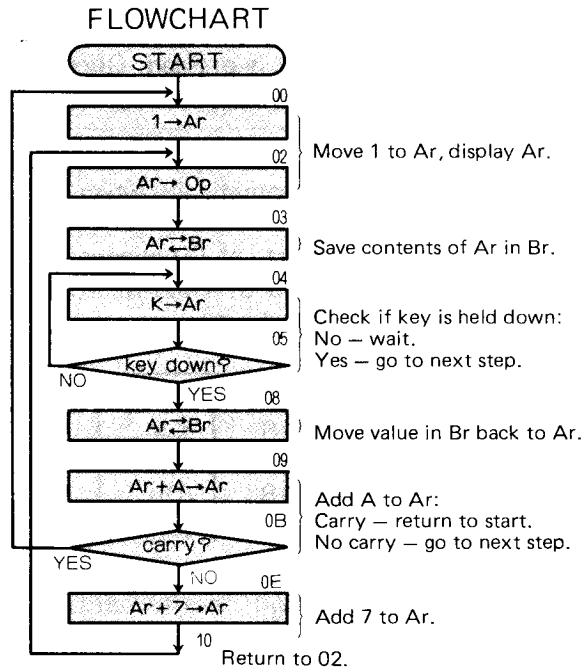 FLOWCHART
START
00
1→Ar
Move 1 to Ar, display Ar.
02
Ar→Op
03
Ar⇄Br
Save contents of Ar in Br.
04
K→Ar
Check if key is held down:
05
No – wait.
key down?
Yes – go to next step.
NO
YES
08
Ar⇄Br
Move value in Br back to Ar.
09
Ar+A→Ar
Add A to Ar:
0B
Carry – return to start.
carry?
No carry – go to next step.
YES
NO
0E
Ar+7→Ar
Add 7 to Ar.
10
Return to 02.